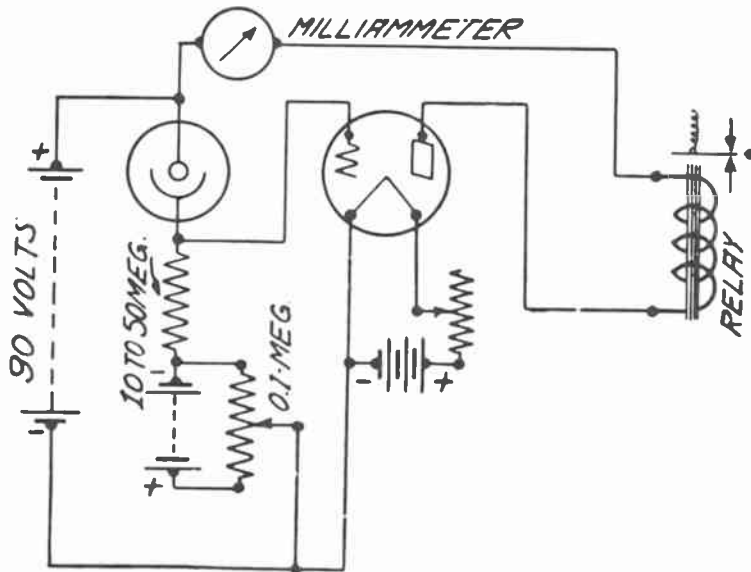 MILLIAMMETER
+
90 VOLTS
-
10 TO 50 MEG.
-
+
0.1-MEG.
-
+
RELAY